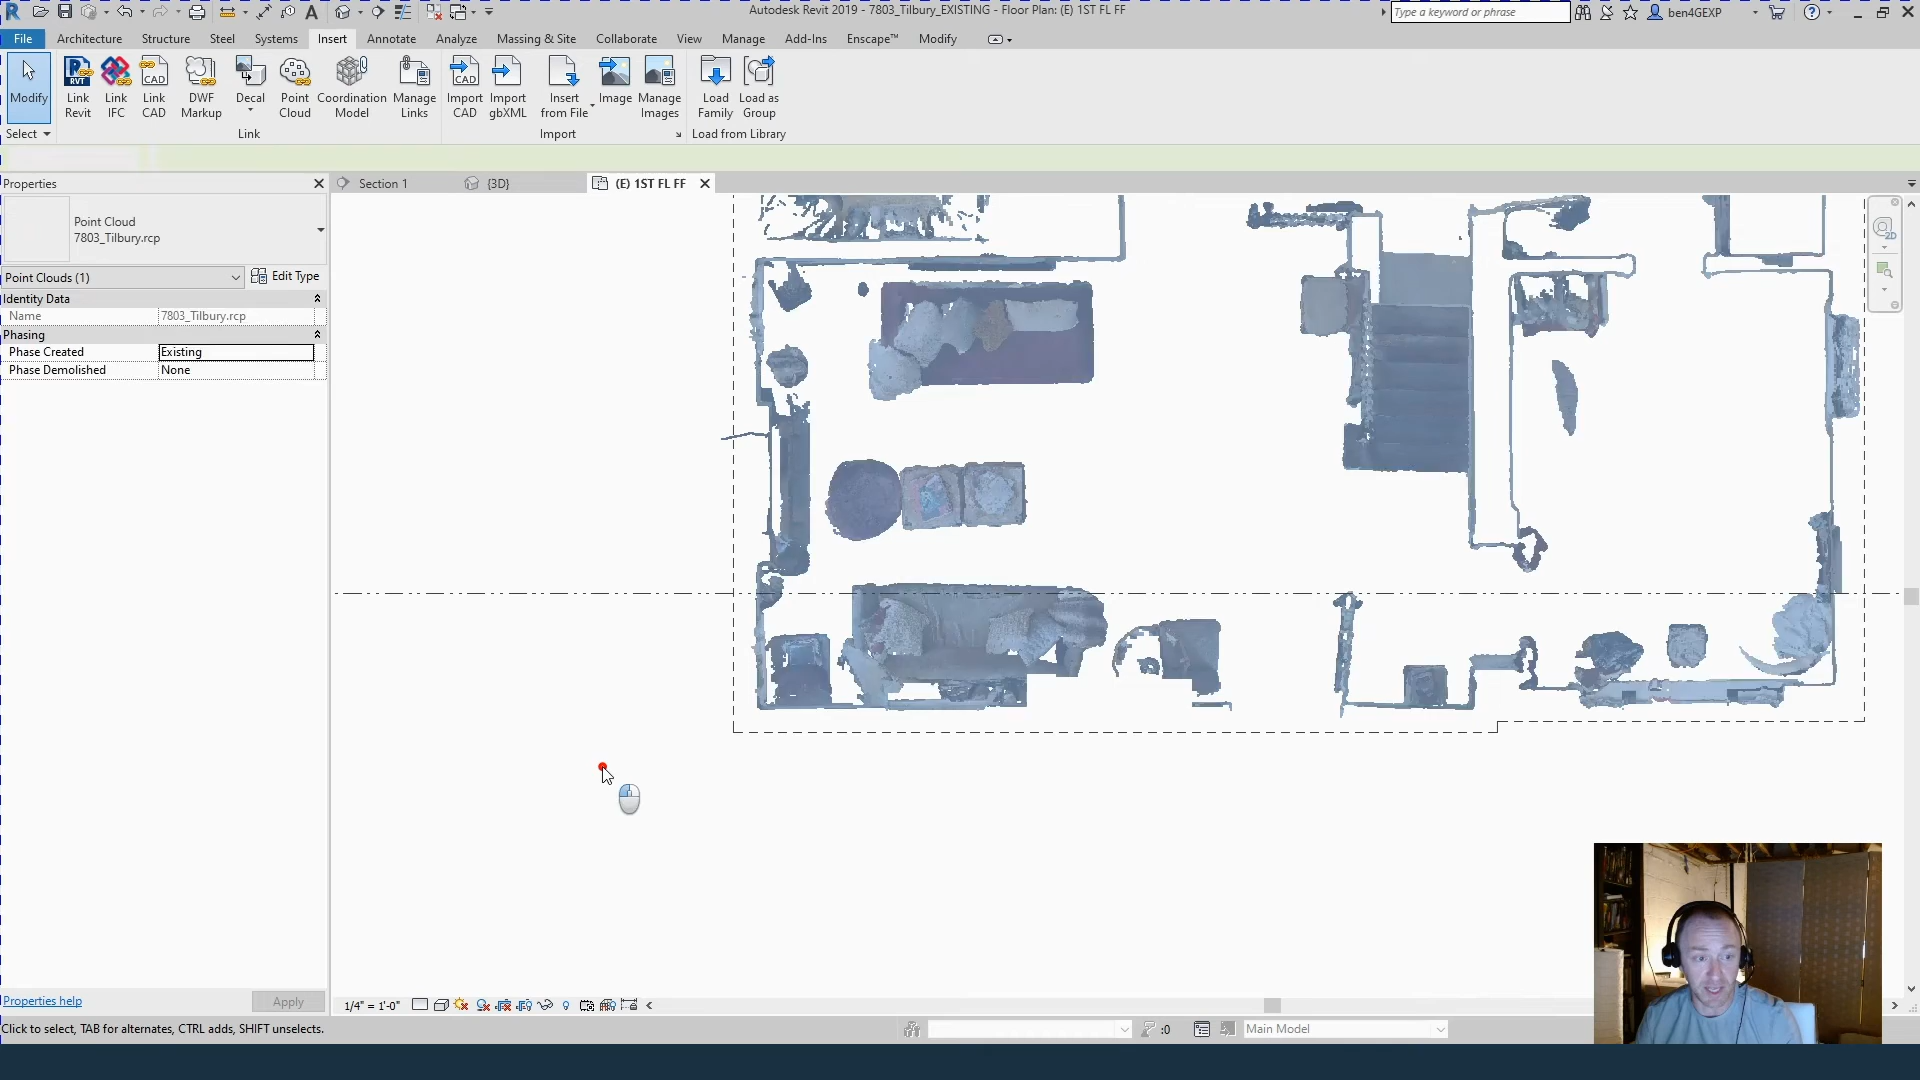 Autodesk Revit 2019 - 7803_Tilbury_EXISTING - Floor Plan: (E) 1ST FL FF
Type a keyword or phrase
ben4GEXP
File Architecture Structure Steel Systems Insert Annotate Analyze Massing & Site Collaborate View Manage Add-Ins Enscape™ Modify
Modify
Link Revit
Link IFC
Link CAD
DWF Markup
Decal
Point Cloud
Coordination Model
Manage Links
Import CAD
Import gbXML
Insert from File
Image
Manage Images
Load Family
Load as Group
Select
Link
Import
Load from Library
Properties
Section 1
{3D}
(E) 1ST FL FF
Point Cloud
7803_Tilbury.rcp
Point Clouds (1)
Edit Type
Identity Data
Name 7803_Tilbury.rcp
Phasing
Phase Created Existing
Phase Demolished None
2D
Properties help
Apply
1/4" = 1'-0"
Click to select, TAB for alternates, CTRL adds, SHIFT unselects.
:0
Main Model